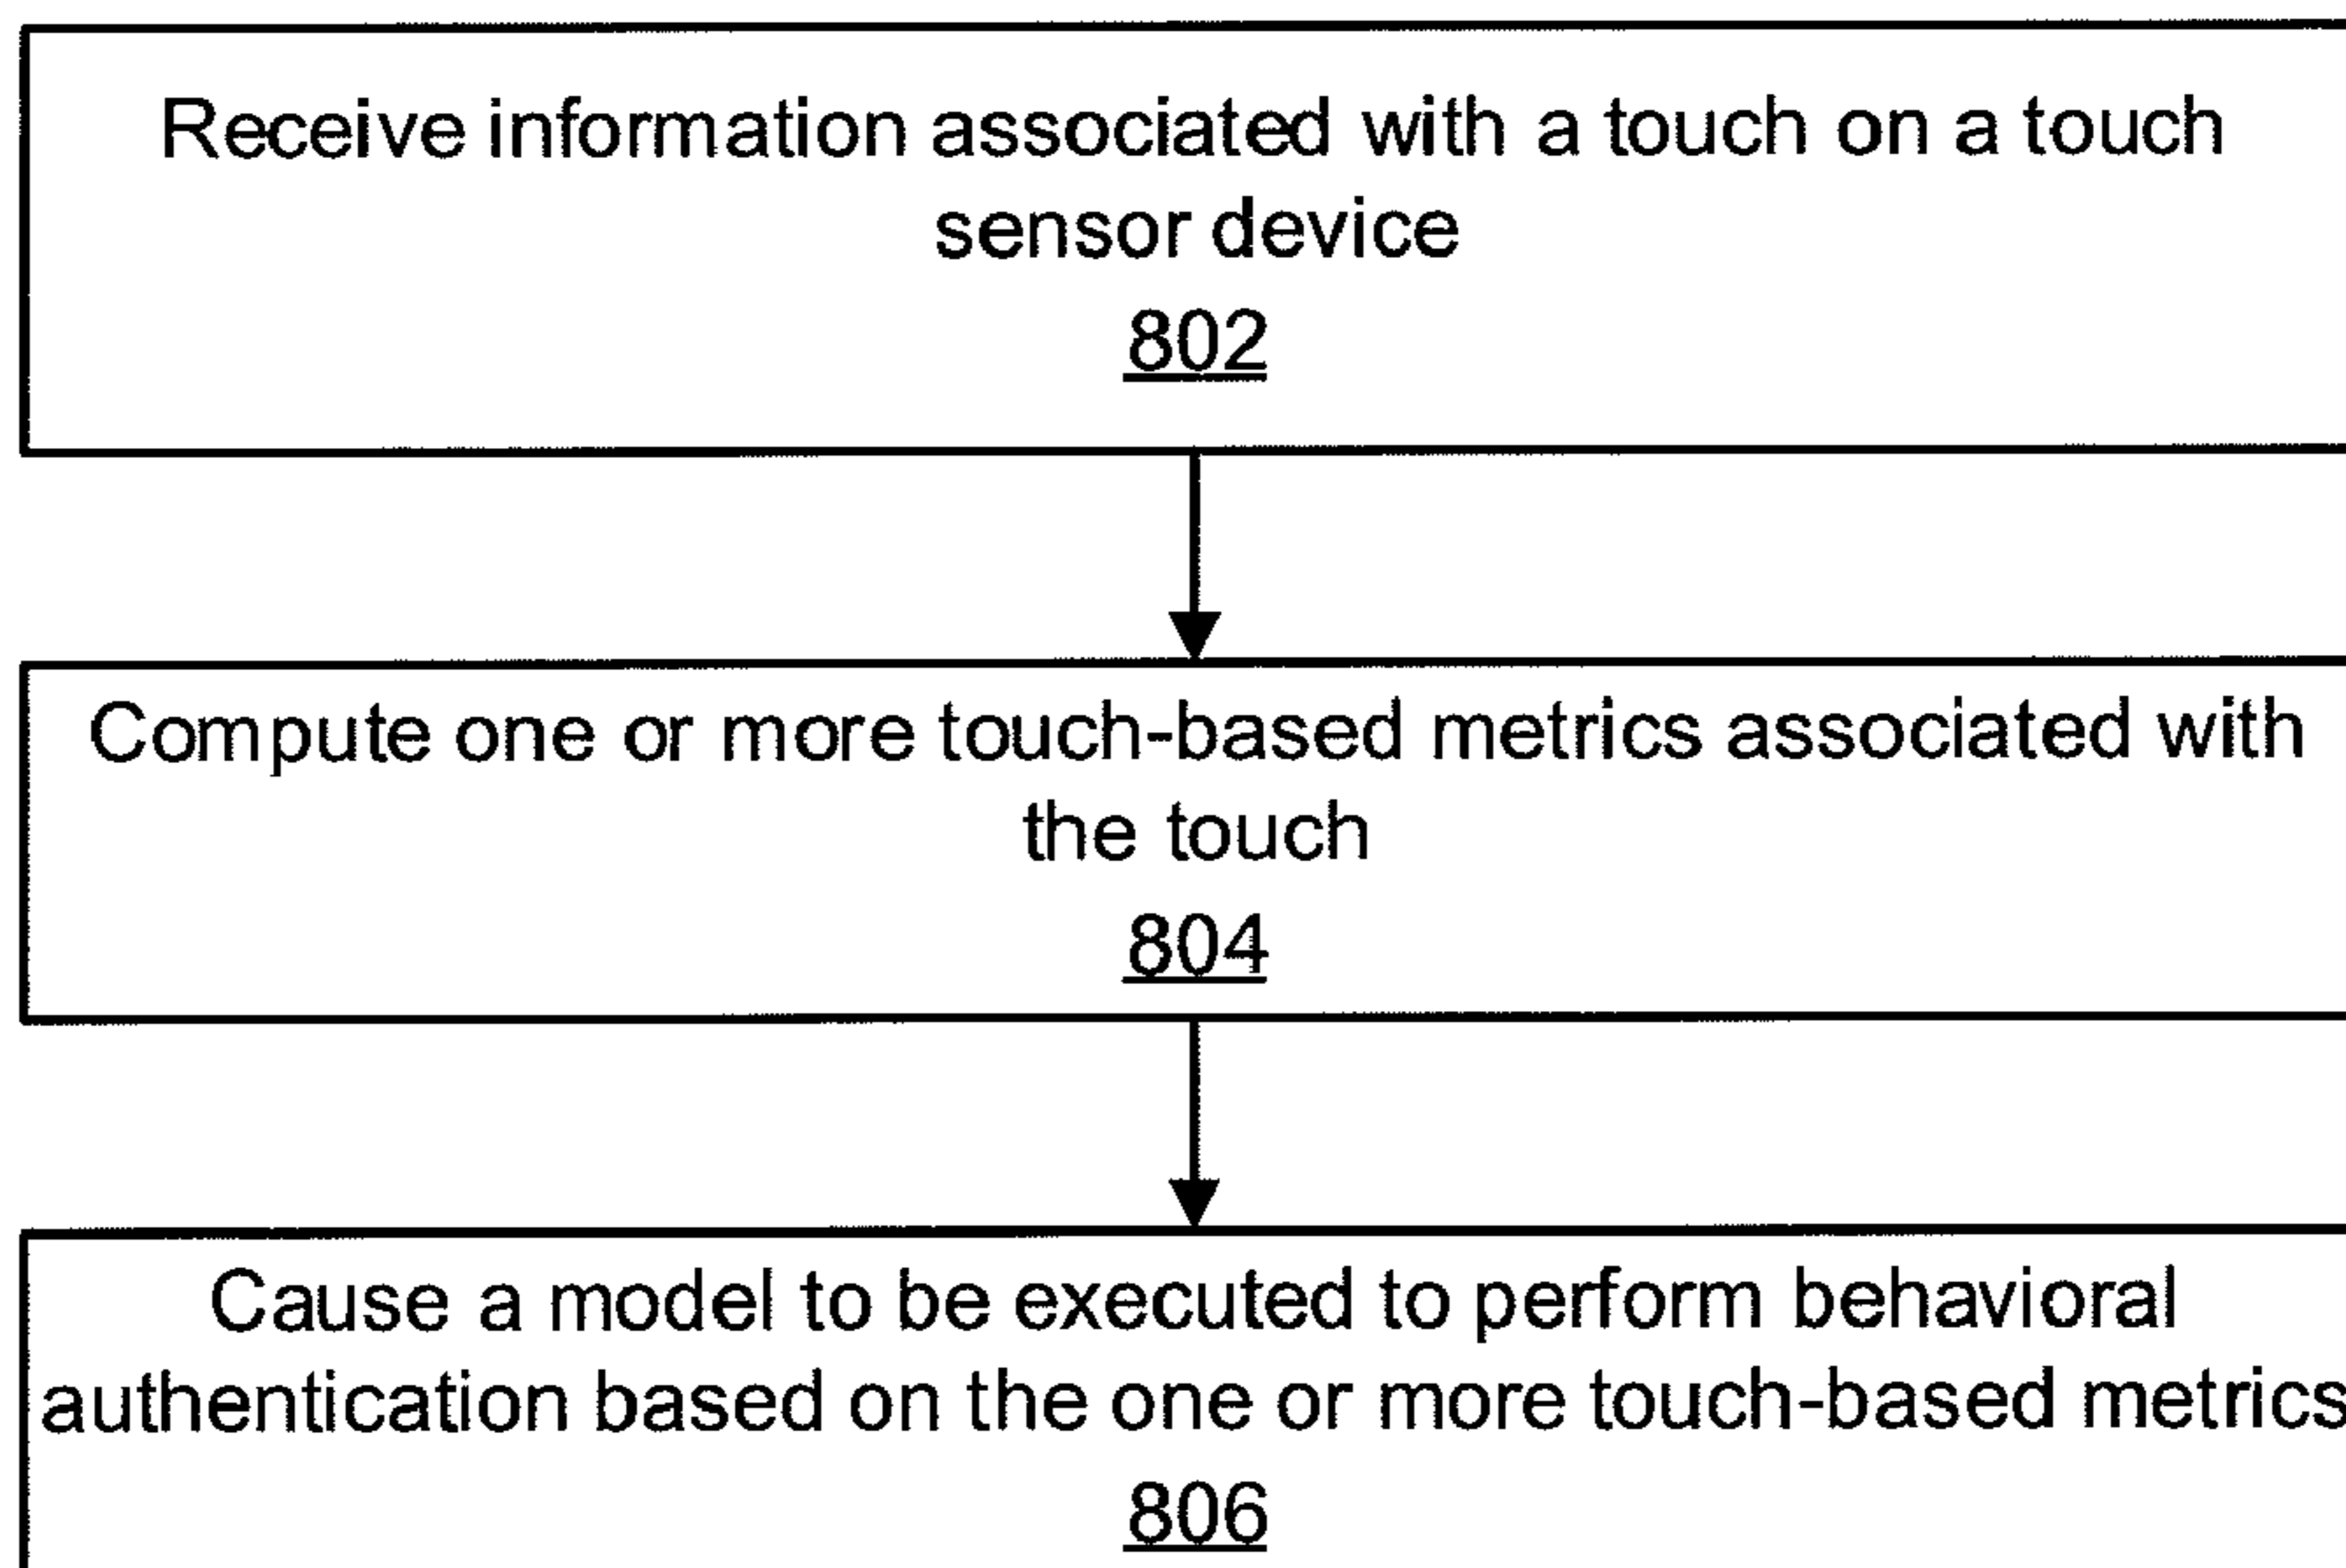 Receive information associated with a touch on a touch
sensor device
802
Compute one or more touch-based metrics associated with
the touch
804
Cause a model to be executed to perform behavioral
authentication based on the one or more touch-based metrics
806